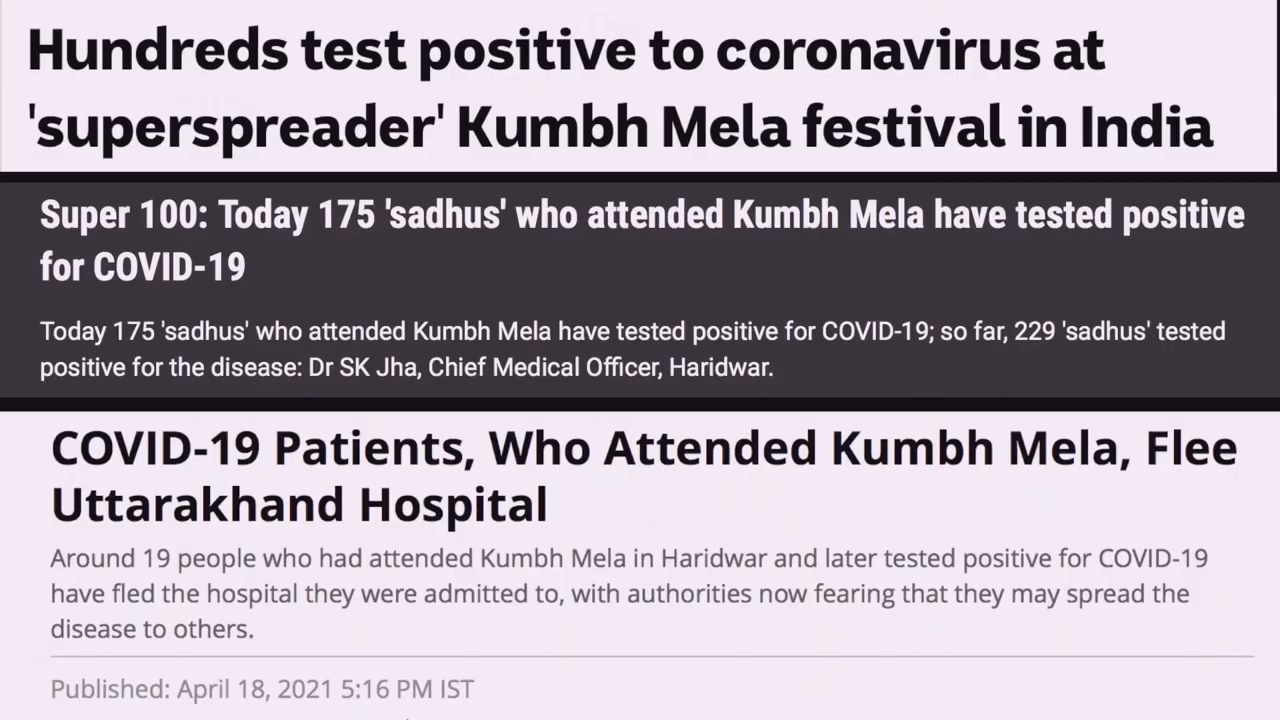 Hundreds test positive to coronavirus at
'superspreader' Kumbh Mela festival in India
Super 100: Today 175 'sadhus' who attended Kumbh Mela have tested positive
for COVID-19
Today 175 'sadhus' who attended Kumbh Mela have tested positive for COVID-19; so far, 229 'sadhus' tested
positive for the disease: Dr SK Jha, Chief Medical Officer, Haridwar.
COVID-19 Patients, Who Attended Kumbh Mela, Flee
Uttarakhand Hospital
Around 19 people who had attended Kumbh Mela in Haridwar and later tested positive for COVID-19
have fled the hospital they were admitted to, with authorities now fearing that they may spread the
disease to others.
Published: April 18, 2021 5:16 PM IST